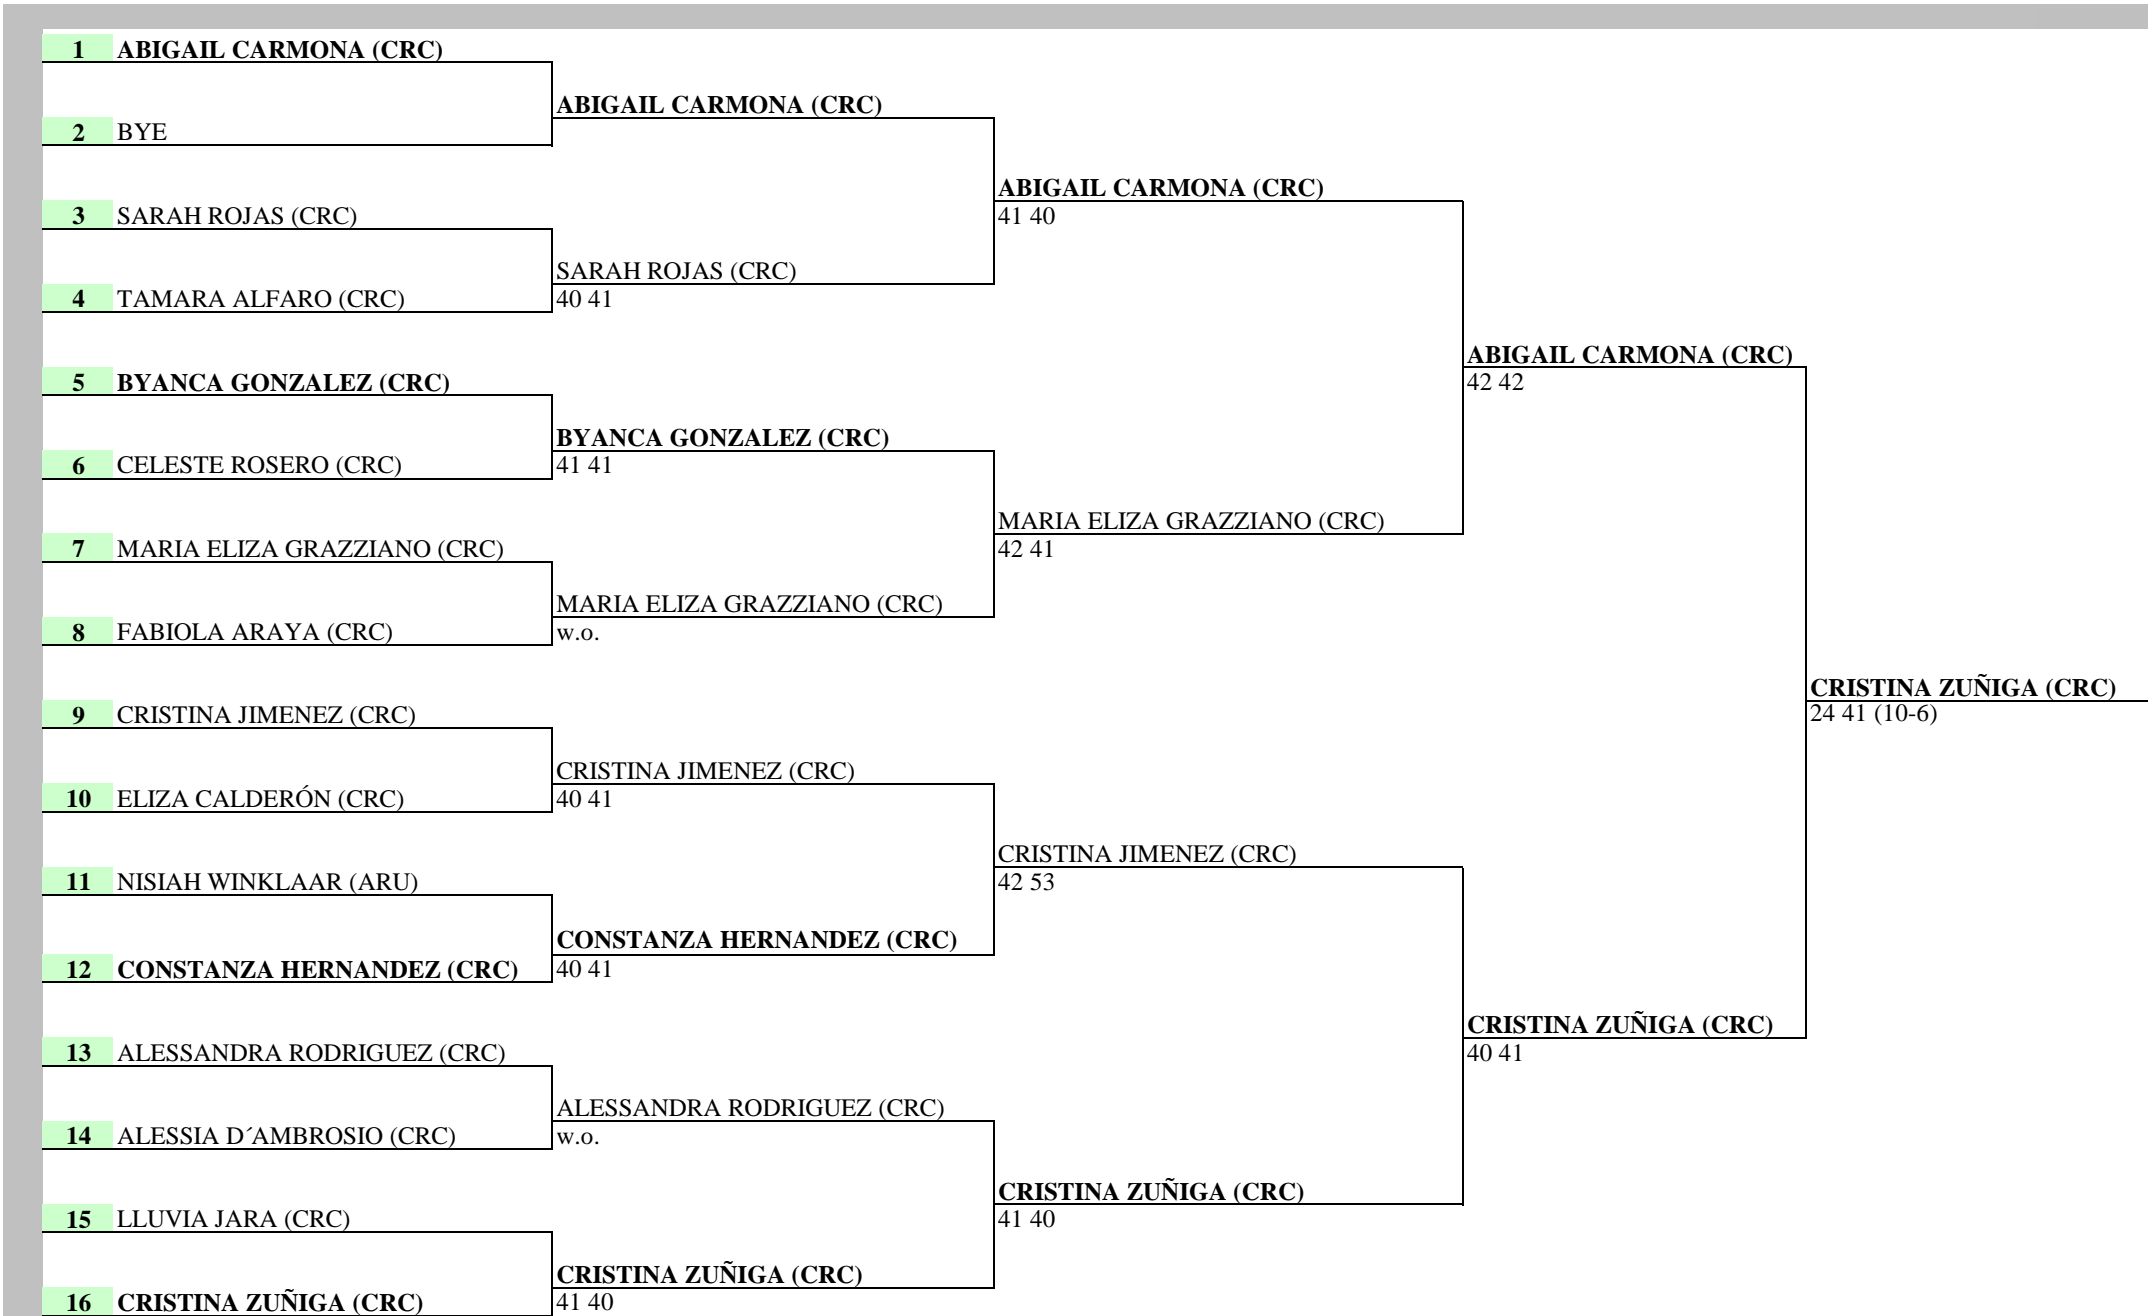 1 ABIGAIL CARMONA (CRC)
ABIGAIL CARMONA (CRC)
2 BYE
ABIGAIL CARMONA (CRC)
3 SARAH ROJAS (CRC)
41 40
SARAH ROJAS (CRC)
4 TAMARA ALFARO (CRC)
40 41
ABIGAIL CARMONA (CRC)
5 BYANCA GONZALEZ (CRC)
42 42
BYANCA GONZALEZ (CRC)
6 CELESTE ROSERO (CRC)
41 41
MARIA ELIZA GRAZZIANO (CRC)
7 MARIA ELIZA GRAZZIANO (CRC)
42 41
MARIA ELIZA GRAZZIANO (CRC)
8 FABIOLA ARAYA (CRC)
w.o.
CRISTINA ZUÑIGA (CRC)
9 CRISTINA JIMENEZ (CRC)
24 41 (10-6)
CRISTINA JIMENEZ (CRC)
10 ELIZA CALDERÓN (CRC)
40 41
CRISTINA JIMENEZ (CRC)
11 NISIAH WINKLAAR (ARU)
42 53
CONSTANZA HERNANDEZ (CRC)
12 CONSTANZA HERNANDEZ (CRC)
40 41
CRISTINA ZUÑIGA (CRC)
13 ALESSANDRA RODRIGUEZ (CRC)
40 41
ALESSANDRA RODRIGUEZ (CRC)
14 ALESSIA D´AMBROSIO (CRC)
w.o.
CRISTINA ZUÑIGA (CRC)
15 LLUVIA JARA (CRC)
41 40
CRISTINA ZUÑIGA (CRC)
16 CRISTINA ZUÑIGA (CRC)
41 40